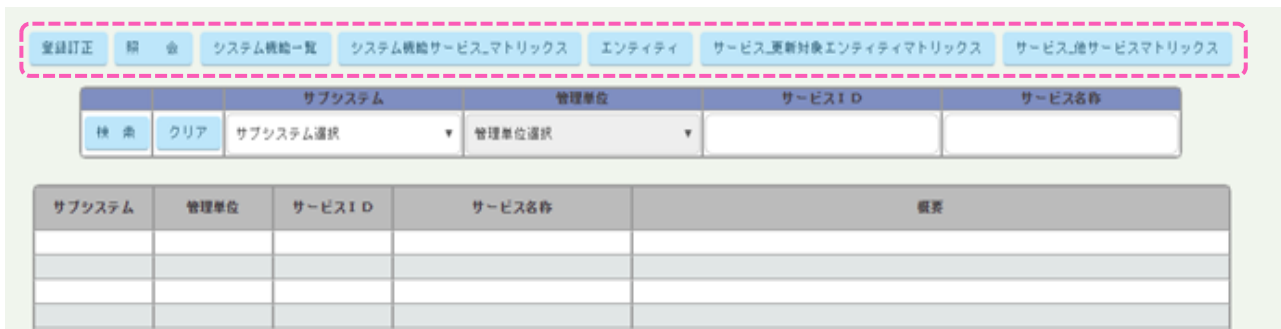 登録訂正 照 会 システム機能一覧 システム機能サービス_マトリックス エンティティ サービス_更新対象エンティティマトリックス サービス_他サービスマトリックス
サブシステム 管理単位 サービスID サービス名称
検 索 クリア サブシステム選択 ▼ 管理単位選択 ▼
サブシステム 管理単位 サービスID サービス名称 概要